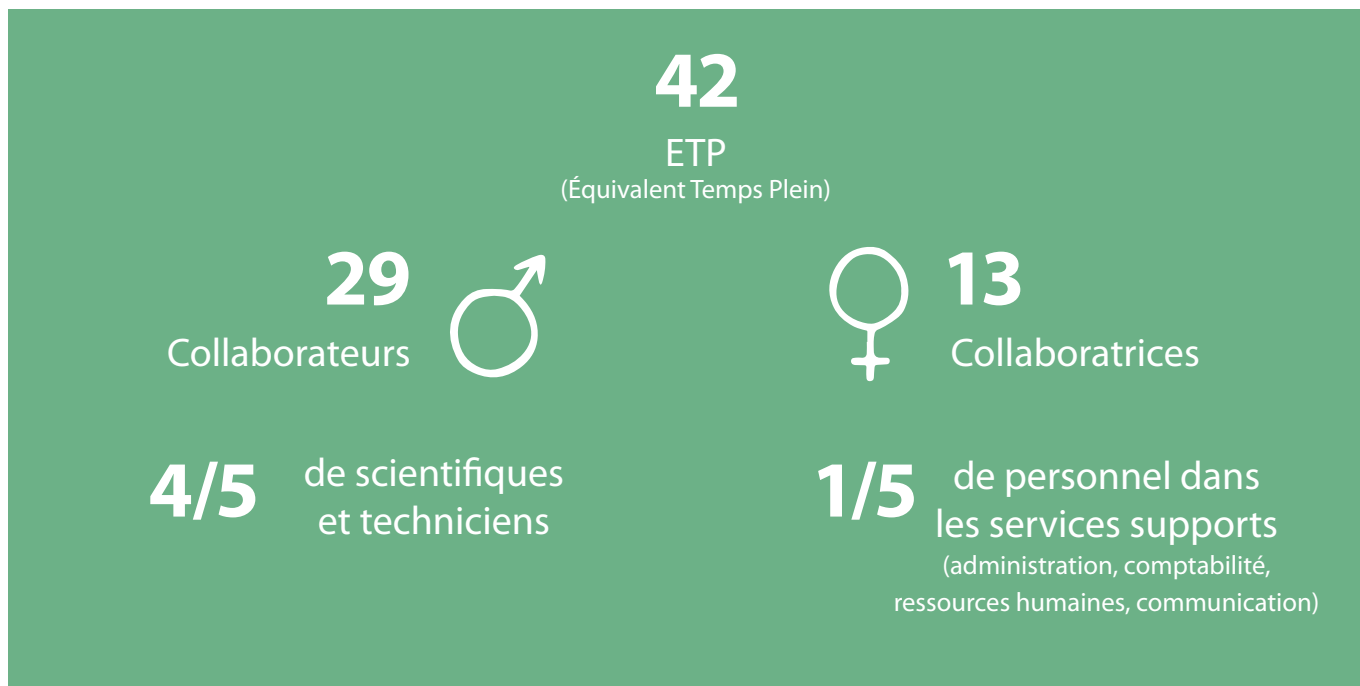 42
ETP
(Équivalent Temps Plein)
29
Collaborateurs
13
Collaboratrices
4/5
de scientifiques
et techniciens
1/5
de personnel dans
les services supports
(administration, comptabilité,
ressources humaines, communication)